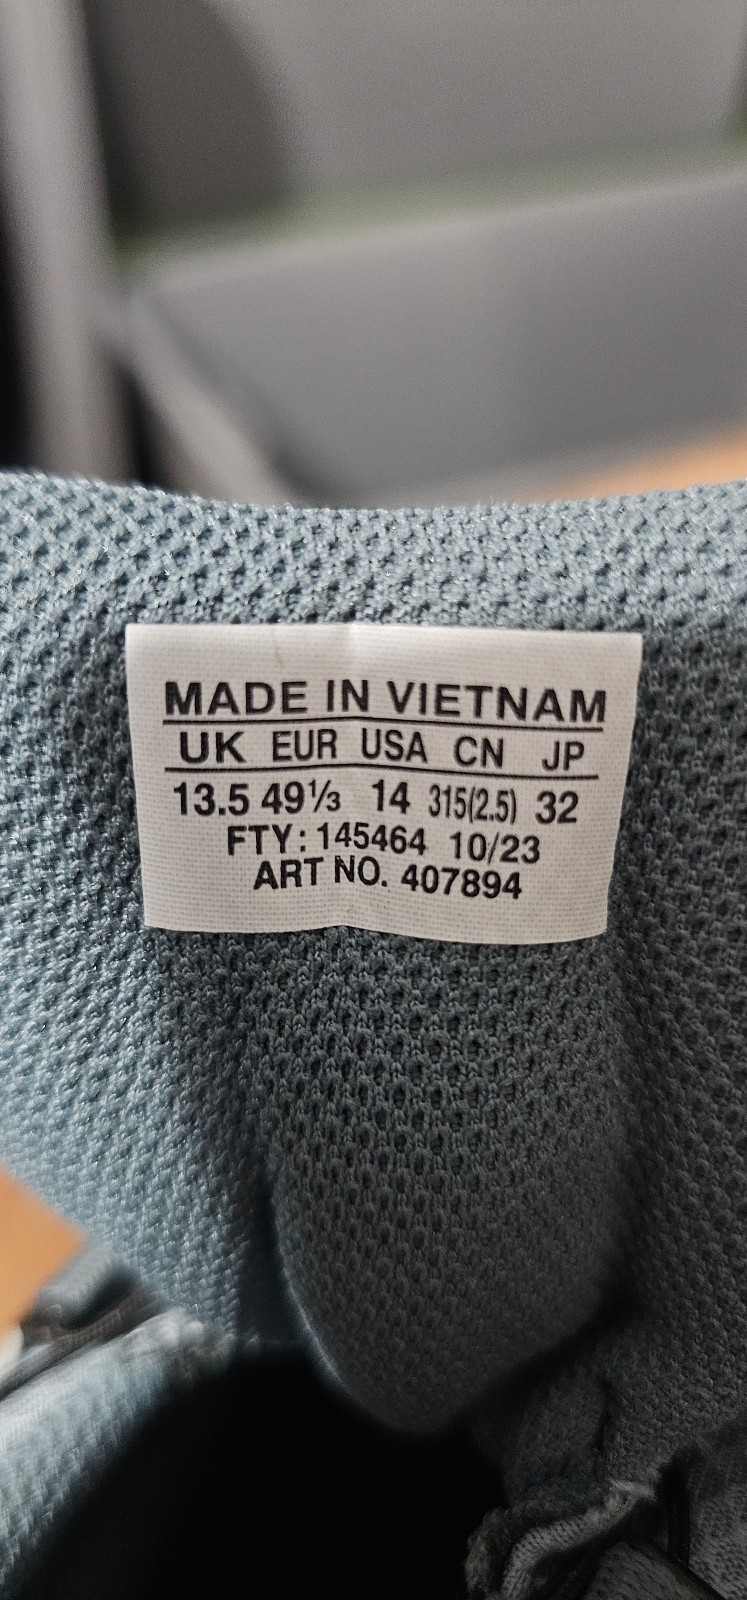 MADE IN VIETNAM
UK EUR USA CN JP
13.5 49⅓ 14 315(2.5) 32
FTY: 145464 10/23
ART NO. 407894